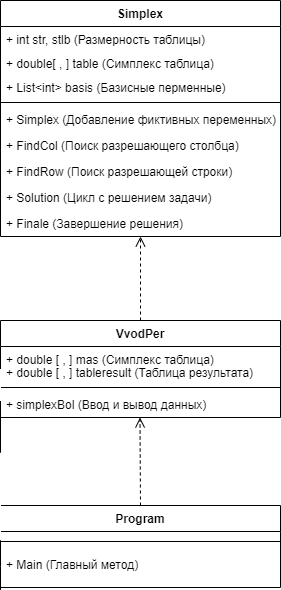 Simplex
+ int str, stlb (Размерность таблицы)
+ double[ , ] table (Симплекс таблица)
+ List<int> basis (Базисные перменные)
+ Simplex (Добавление фиктивных переменных)
+ FindCol (Поиск разрешающего столбца)
+ FindRow (Поиск разрешающей строки)
+ Solution (Цикл с решением задачи)
+ Finale (Завершение решения)
VvodPer
+ double [ , ] mas (Симплекс таблица)
+ double [ , ] tableresult (Таблица результата)
+ simplexBol (Ввод и вывод данных)
Program
+ Main (Главный метод)